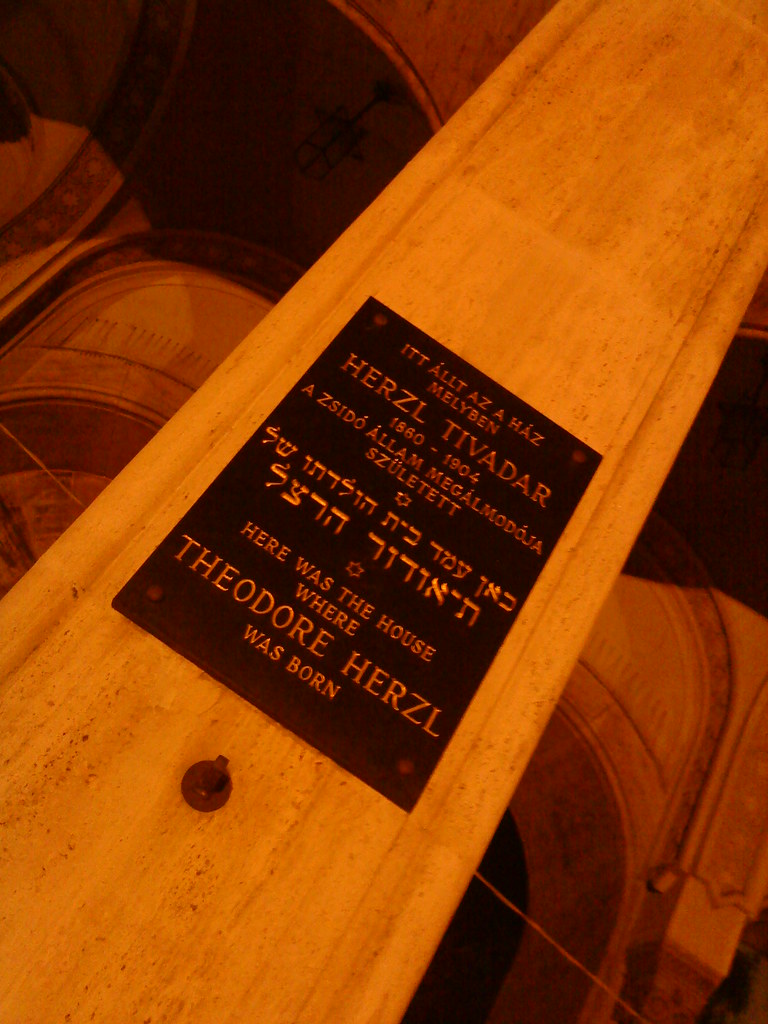 ITT ÁLLT AZ A HÁZ
MELYBEN
HERZL TIVADAR
1860 - 1904
A ZSIDÓ ÁLLAM MEGÁLMODÓJA
SZÜLETETT
כאן עמד בית הולדתו של
ת׳אודור הרצל
HERE WAS THE HOUSE
WHERE
THEODORE HERZL
WAS BORN